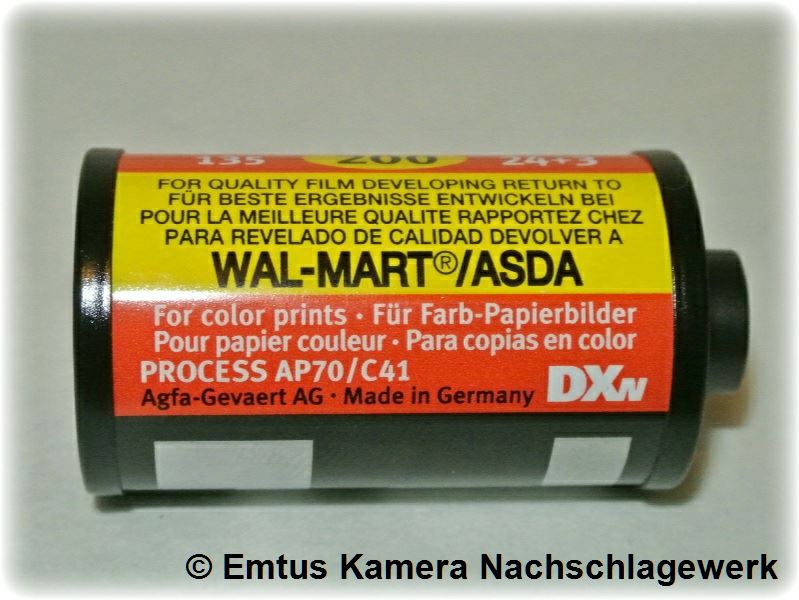 135 200 24+3
FOR QUALITY FILM DEVELOPING RETURN TO
FÜR BESTE ERGEBNISSE ENTWICKELN BEI
POUR LA MEILLEURE QUALITE RAPPORTEZ CHEZ
PARA REVELADO DE CALIDAD DEVOLVER A
WAL-MART®/ASDA
For color prints · Für Farb-Papierbilder
Pour papier couleur · Para copias en color
PROCESS AP70/C41
Agfa-Gevaert AG · Made in Germany DXN
© Emtus Kamera Nachschlagewerk